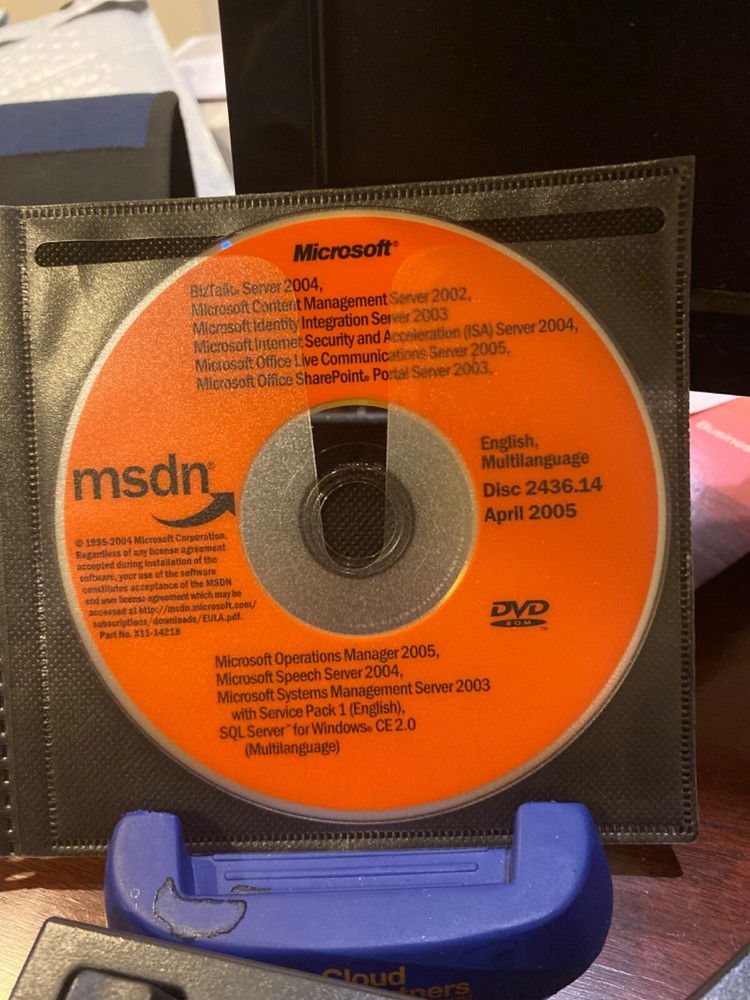 Microsoft®
BizTalk® Server 2004,
Microsoft Content Management Server 2002,
Microsoft Identity Integration Server 2003
Microsoft Internet Security and Acceleration (ISA) Server 2004,
Microsoft Office Live Communications Server 2005,
Microsoft Office SharePoint® Portal Server 2003,
msdn®
© 1995-2004 Microsoft Corporation.
Regardless of any license agreement
accepted during installation of the
software, your use of the software
constitutes acceptance of the MSDN
end user license agreement which may be
accessed at http://msdn.microsoft.com/
subscriptions/downloads/EULA.pdf.
Part No. X11-14218
English,
Multilanguage
Disc 2436.14
April 2005
DVD
ROM ™
Microsoft Operations Manager 2005,
Microsoft Speech Server 2004,
Microsoft Systems Management Server 2003
with Service Pack 1 (English),
SQL Server™ for Windows® CE 2.0
(Multilanguage)
Cloud